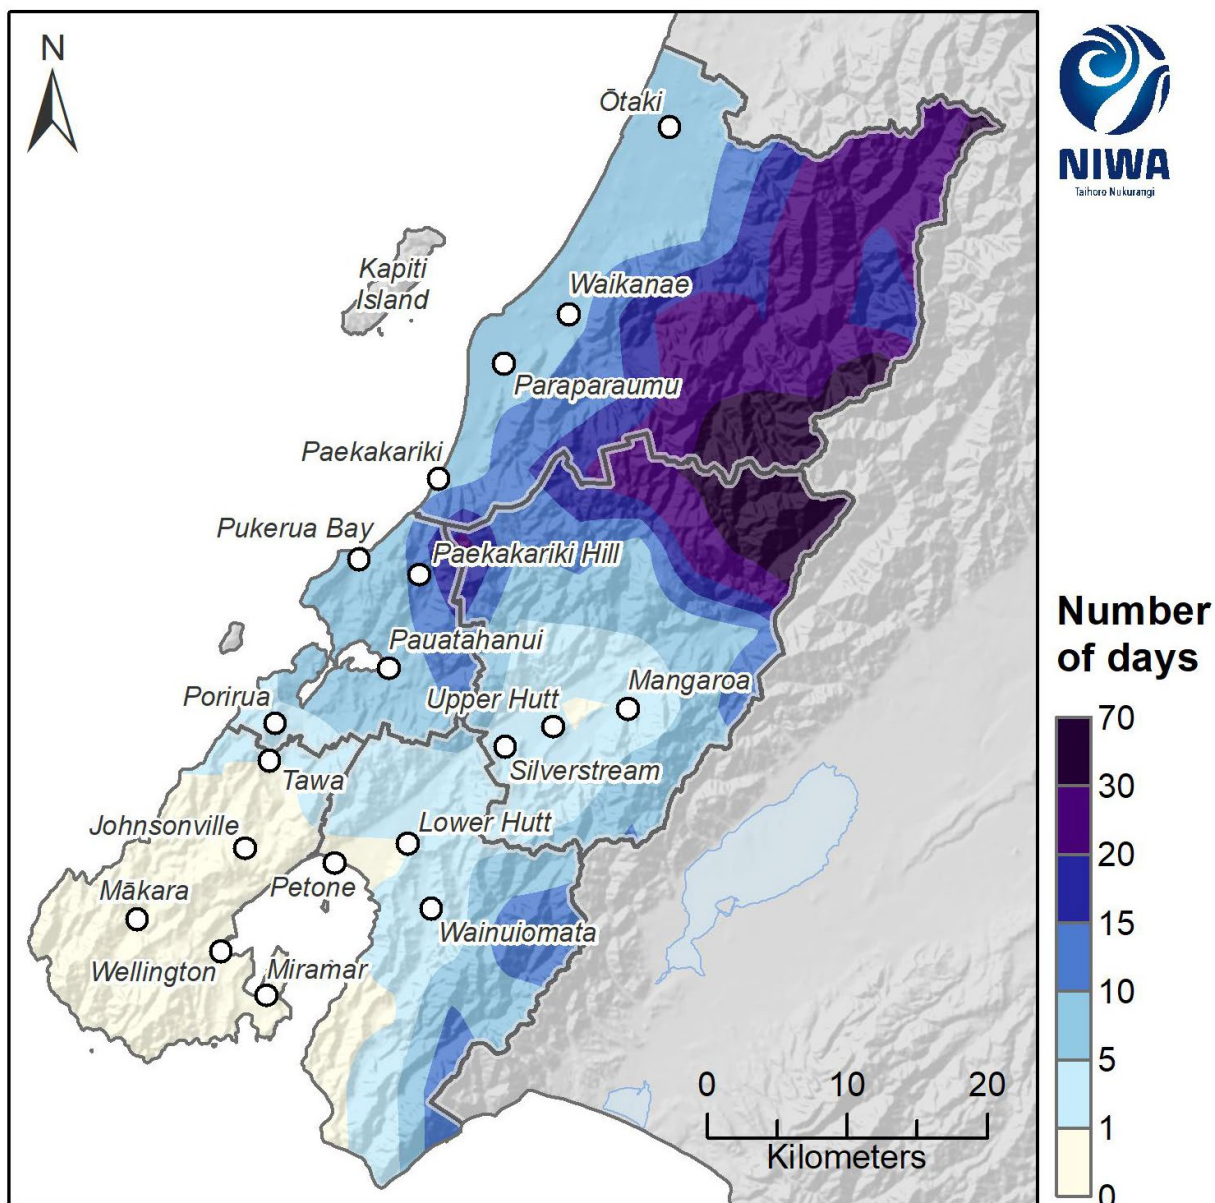 N
Ōtaki
NIWA
Taihoro Nukurangi
Kapiti
Island
Waikanae
Paraparaumu
Paekakariki
Pukerua Bay
Paekakariki Hill
Pauatahanui
Porirua
Upper Hutt
Mangaroa
Silverstream
Tawa
Johnsonville
Lower Hutt
Mākara
Petone
Wainuiomata
Wellington
Miramar
Number
of days
70
30
20
15
10
5
1
0
0 10 20
Kilometers